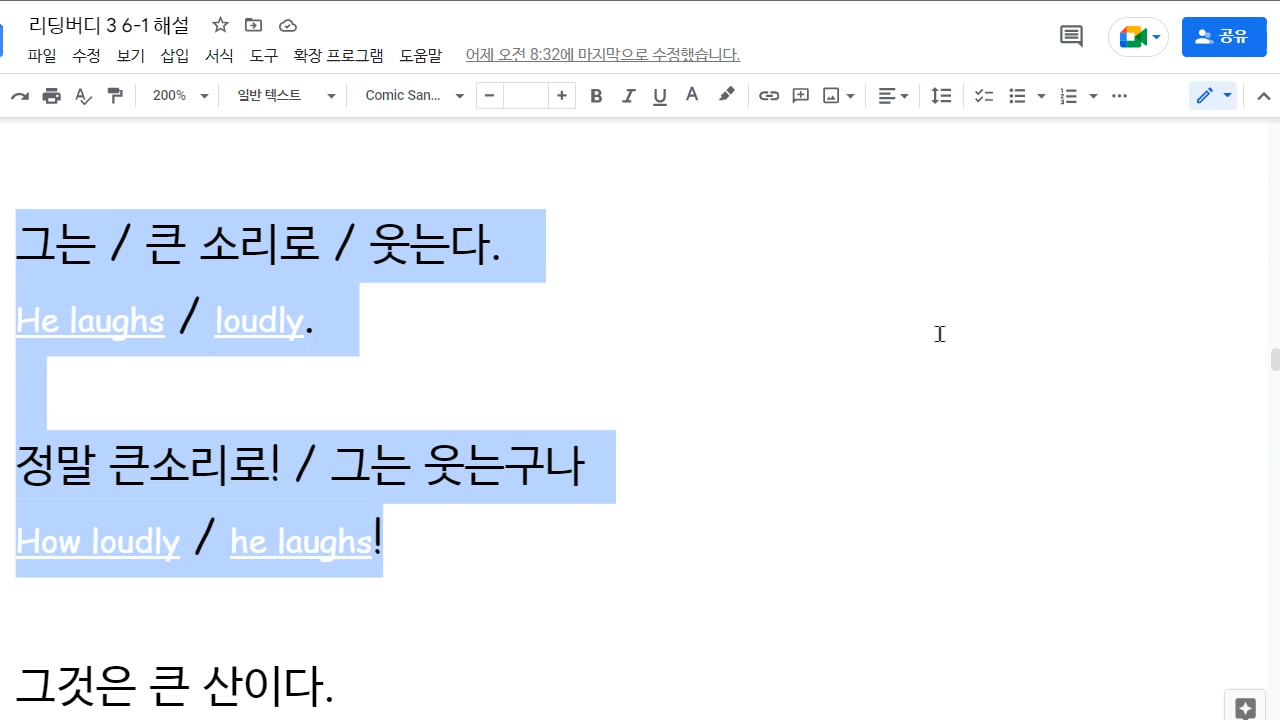 리딩버디 3 6-1 해설
파일 수정 보기 삽입 서식 도구 확장 프로그램 도움말 어제 오전 8:32에 마지막으로 수정했습니다.
공유
200% 일반 텍스트 Comic San... − + B I U A
그는 / 큰 소리로 / 웃는다.
He laughs / loudly.
정말 큰소리로! / 그는 웃는구나
How loudly / he laughs!
그것은 큰 산이다.